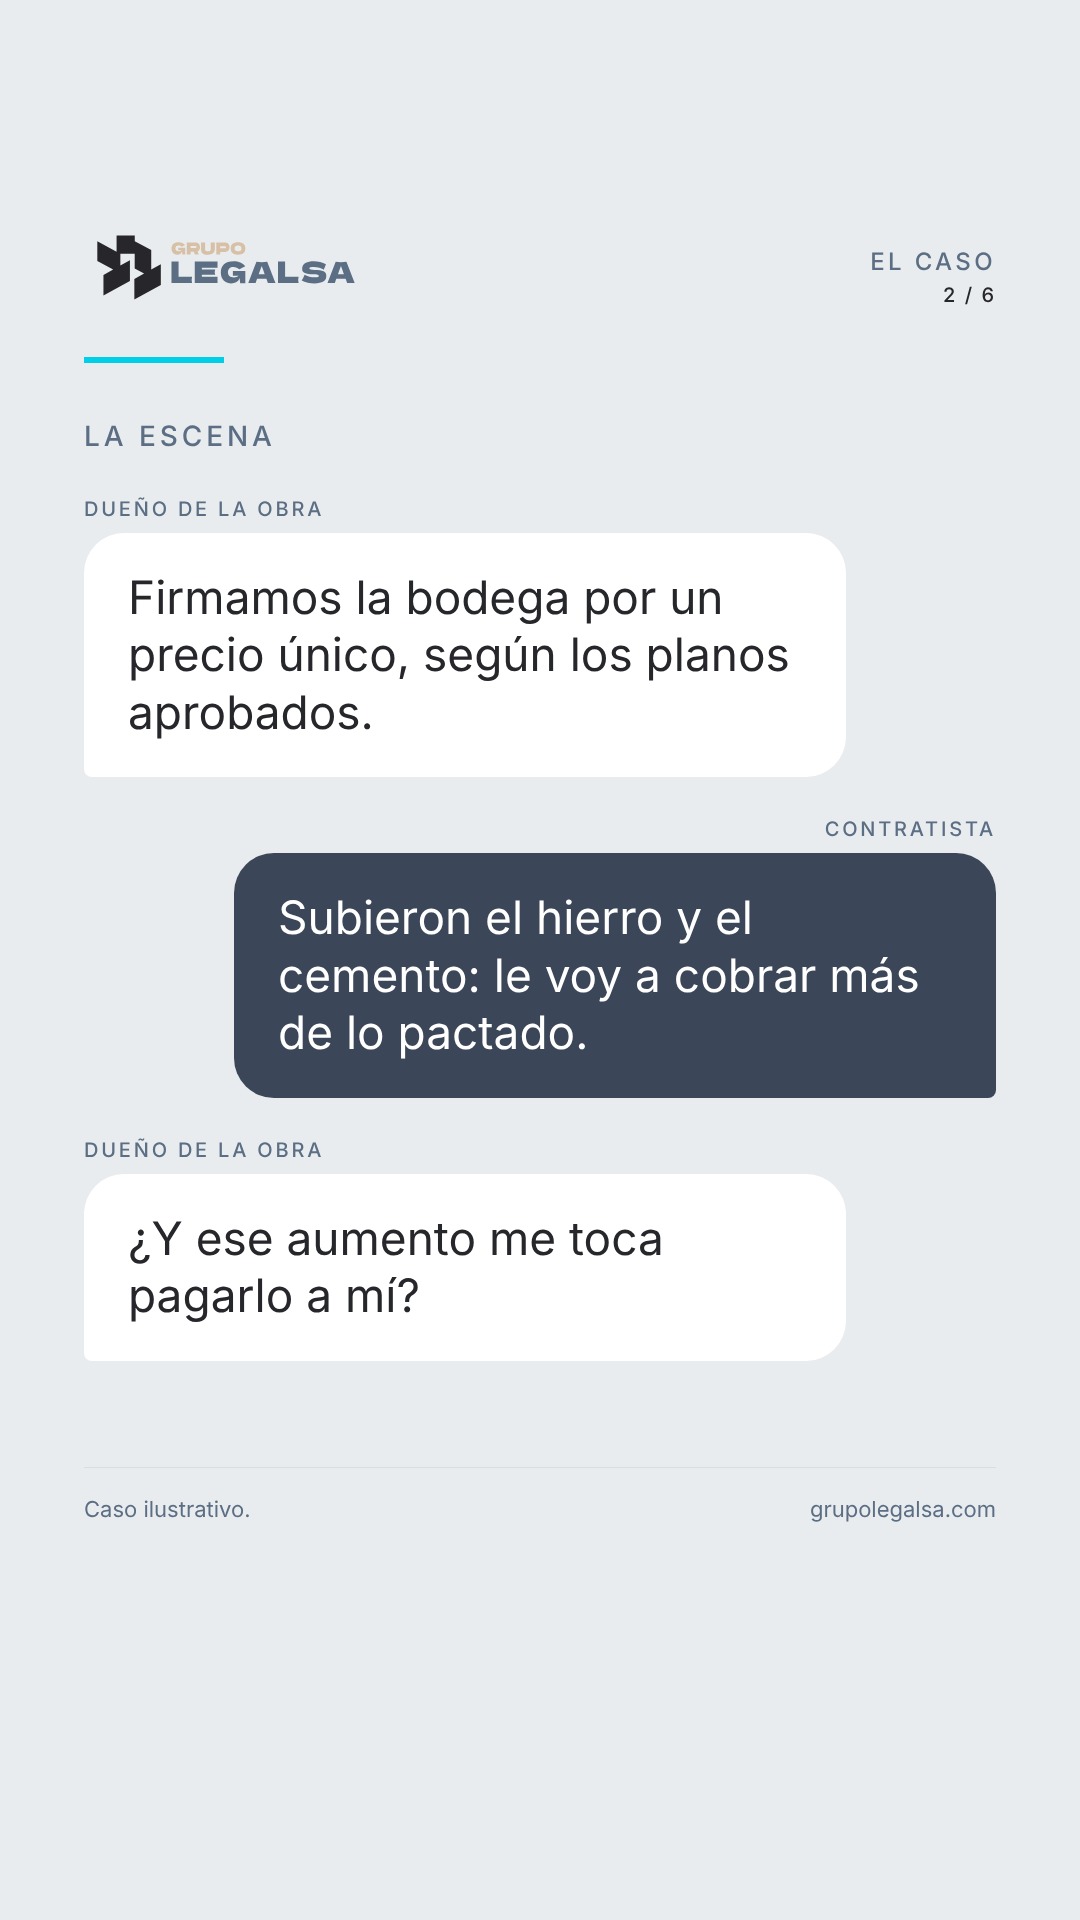 GRUPO
LEGALSA
EL CASO
2 / 6
LA ESCENA
DUEÑO DE LA OBRA
Firmamos la bodega por un
precio único, según los planos
aprobados.
CONTRATISTA
Subieron el hierro y el
cemento: le voy a cobrar más
de lo pactado.
DUEÑO DE LA OBRA
¿Y ese aumento me toca
pagarlo a mí?
Caso ilustrativo.
grupolegalsa.com